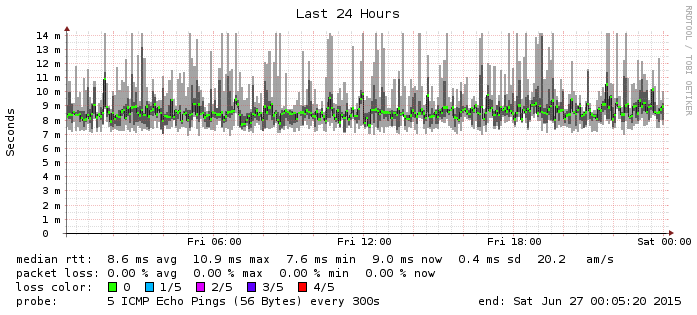 Last 24 Hours
RRDTOOL / TOBI OETIKER
Seconds
14 m
13 m
12 m
11 m
10 m
9 m
8 m
7 m
6 m
5 m
4 m
3 m
2 m
1 m
0
Fri 06:00 Fri 12:00 Fri 18:00 Sat 00:00
median rtt: 8.6 ms avg 10.9 ms max 7.6 ms min 9.0 ms now 0.4 ms sd 20.2 am/s
packet loss: 0.00 % avg 0.00 % max 0.00 % min 0.00 % now
loss color: 0 1/5 2/5 3/5 4/5
probe: 5 ICMP Echo Pings (56 Bytes) every 300s end: Sat Jun 27 00:05:20 2015